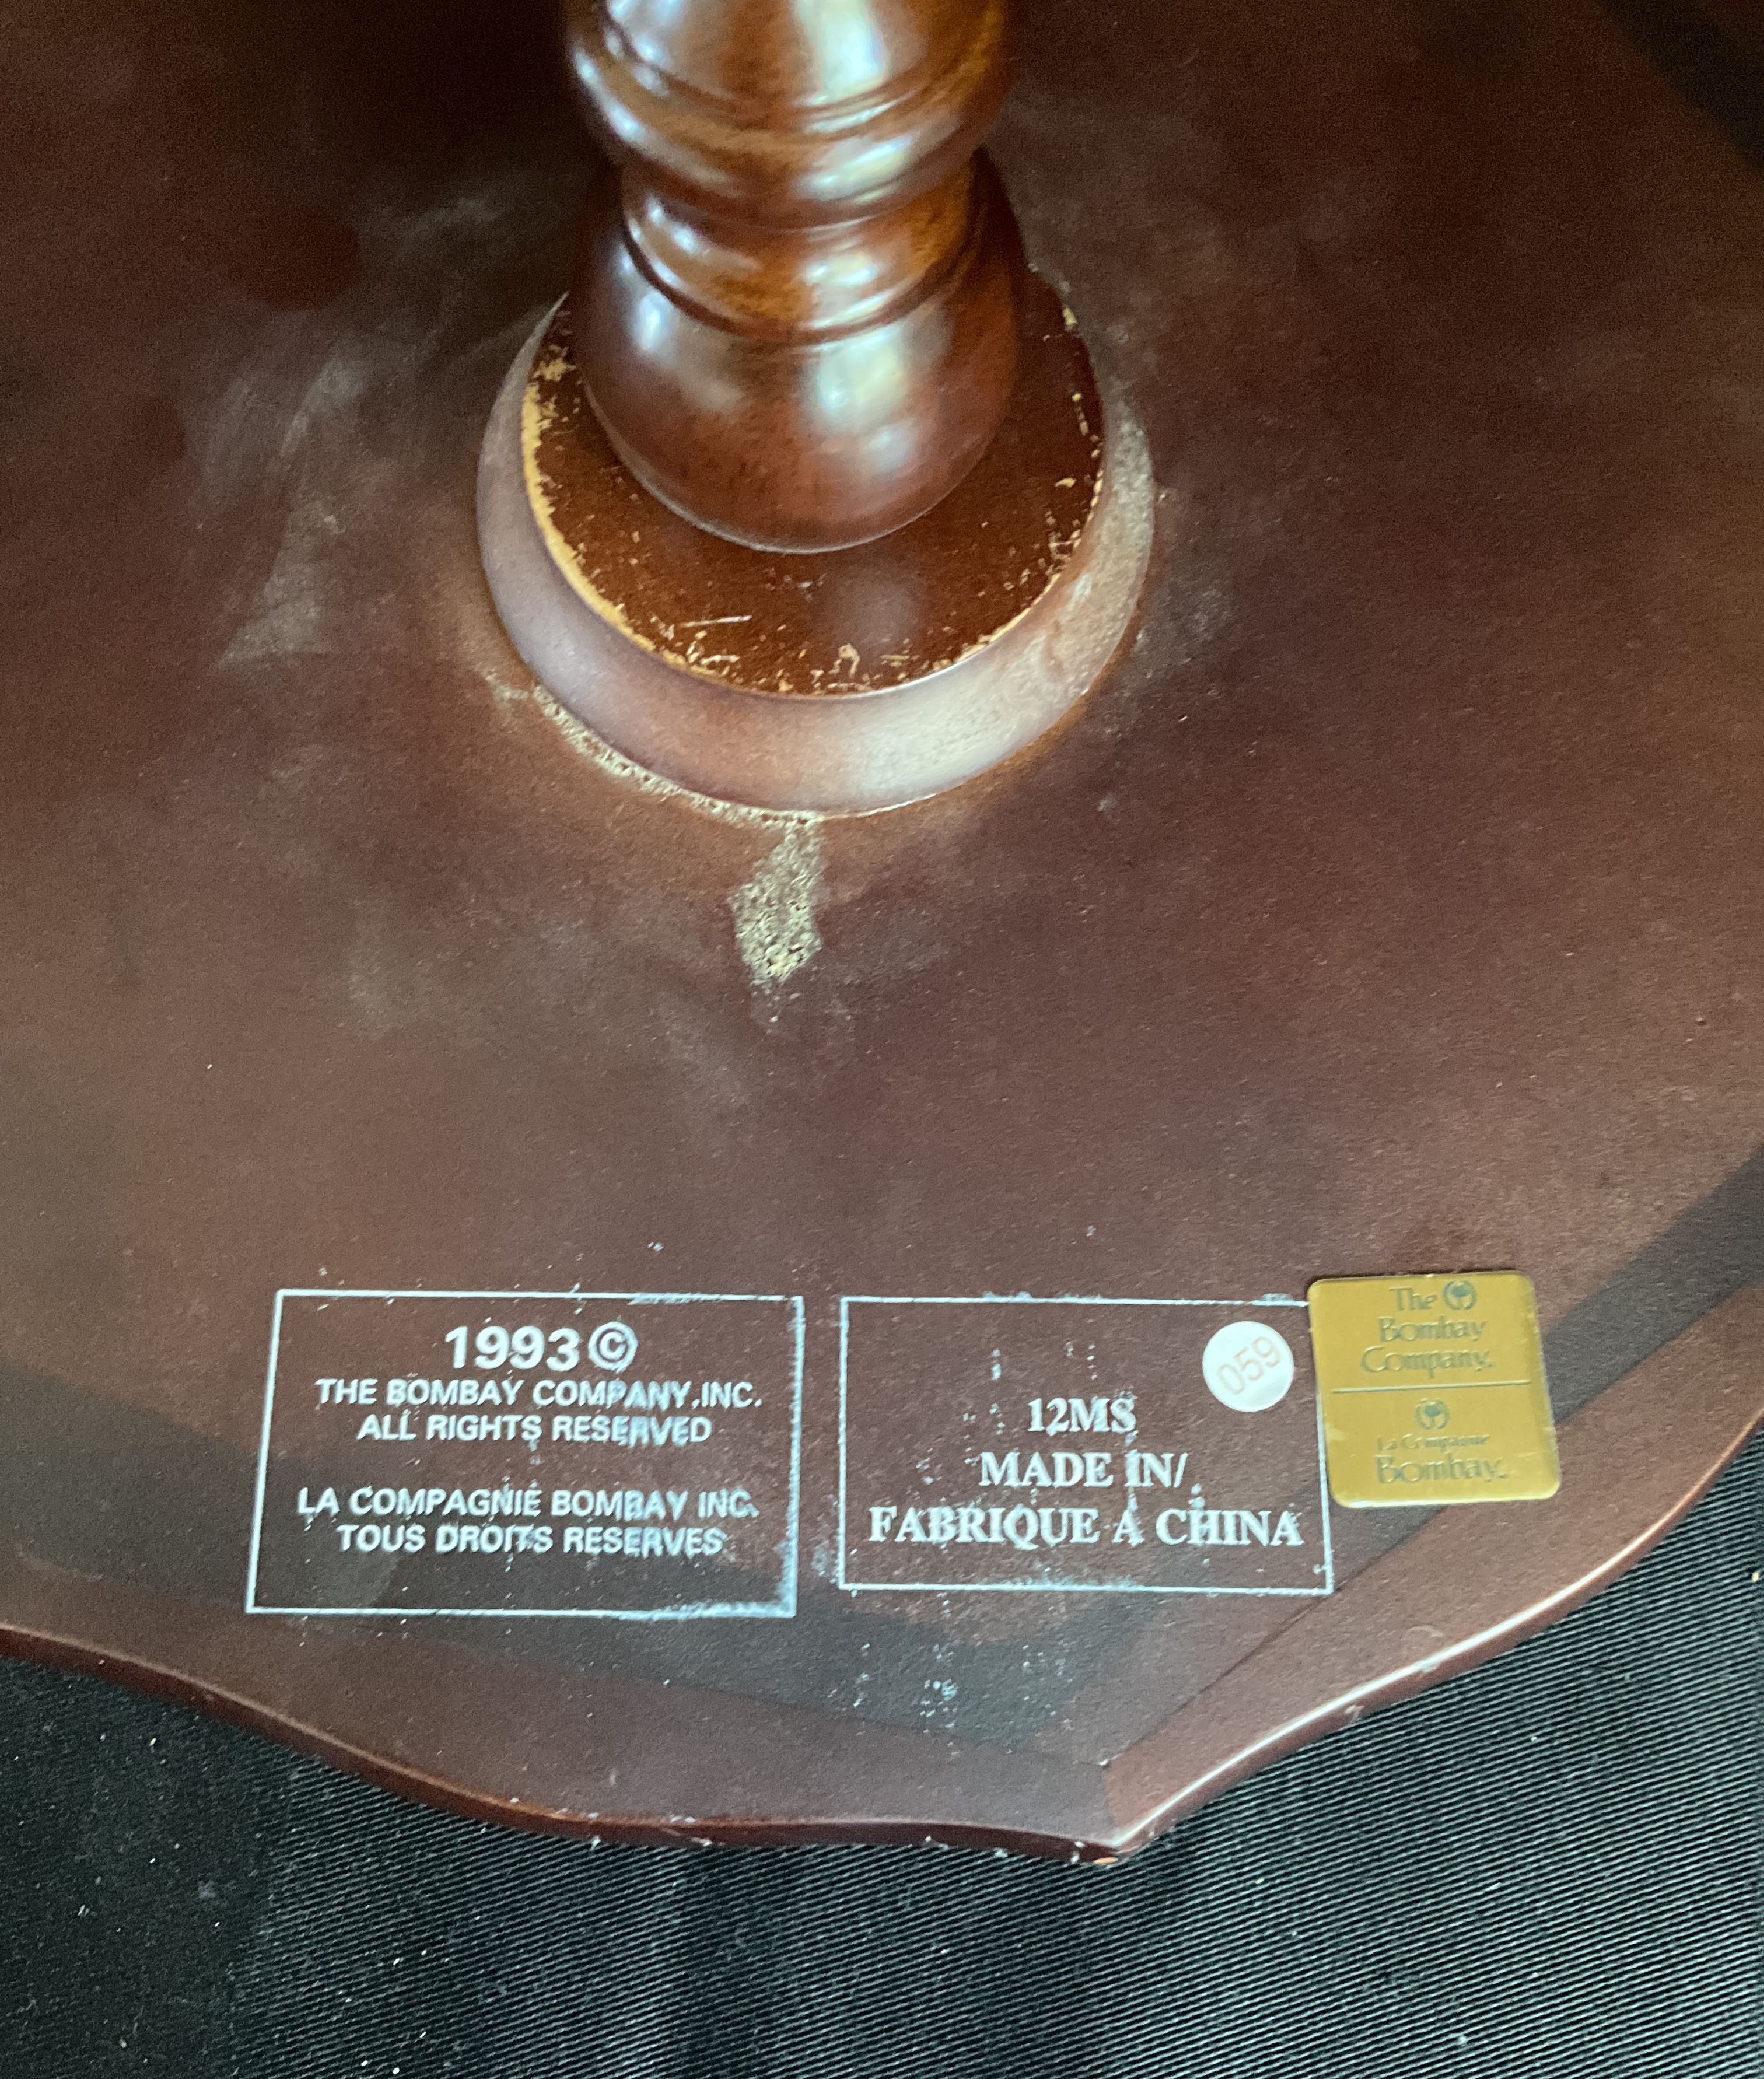 1993©
THE BOMBAY COMPANY,INC.
ALL RIGHTS RESERVED
LA COMPAGNIE BOMBAY INC.
TOUS DROITS RESERVES
059
12MS
MADE IN/
FABRIQUE A CHINA
The
Bombay
Company.
La Compagnie
Bombay.